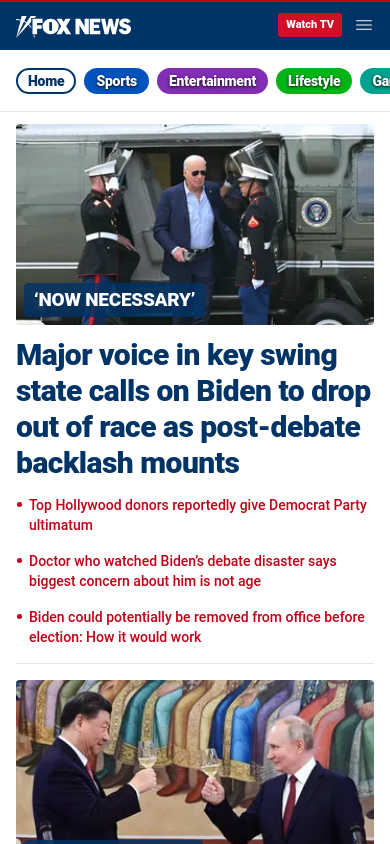 FOX NEWS
Watch TV
Home
Sports
Entertainment
Lifestyle
‘NOW NECESSARY’
Major voice in key swing
state calls on Biden to drop
out of race as post-debate
backlash mounts
• Top Hollywood donors reportedly give Democrat Party
ultimatum
• Doctor who watched Biden’s debate disaster says
biggest concern about him is not age
• Biden could potentially be removed from office before
election: How it would work